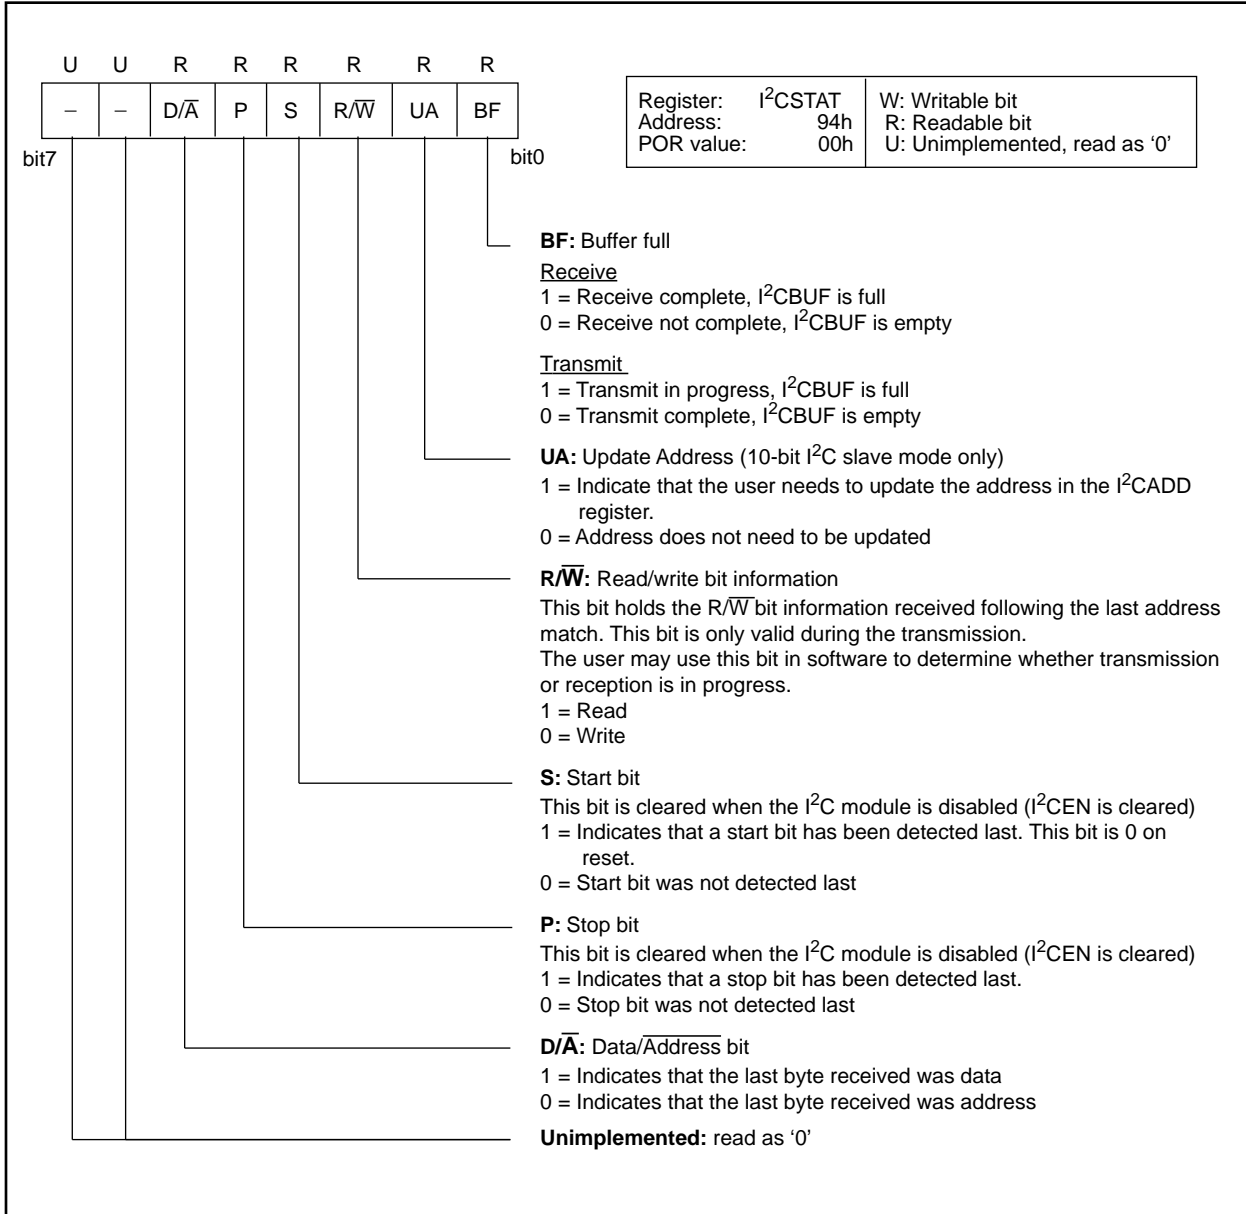 U U R R R R R R
– – D/A̅ P S R/W̅ UA BF
bit7 bit0
Register: I²CSTAT W: Writable bit
Address: 94h R: Readable bit
POR value: 00h U: Unimplemented, read as ‘0’
BF: Buffer full
Receive
1 = Receive complete, I²CBUF is full
0 = Receive not complete, I²CBUF is empty
Transmit
1 = Transmit in progress, I²CBUF is full
0 = Transmit complete, I²CBUF is empty
UA: Update Address (10-bit I²C slave mode only)
1 = Indicate that the user needs to update the address in the I²CADD
register.
0 = Address does not need to be updated
R/W̅: Read/write bit information
This bit holds the R/W̅ bit information received following the last address
match. This bit is only valid during the transmission.
The user may use this bit in software to determine whether transmission
or reception is in progress.
1 = Read
0 = Write
S: Start bit
This bit is cleared when the I²C module is disabled (I²CEN is cleared)
1 = Indicates that a start bit has been detected last. This bit is 0 on
reset.
0 = Start bit was not detected last
P: Stop bit
This bit is cleared when the I²C module is disabled (I²CEN is cleared)
1 = Indicates that a stop bit has been detected last.
0 = Stop bit was not detected last
D/A̅: Data/A̅d̅d̅r̅e̅s̅s̅ bit
1 = Indicates that the last byte received was data
0 = Indicates that the last byte received was address
Unimplemented: read as ‘0’